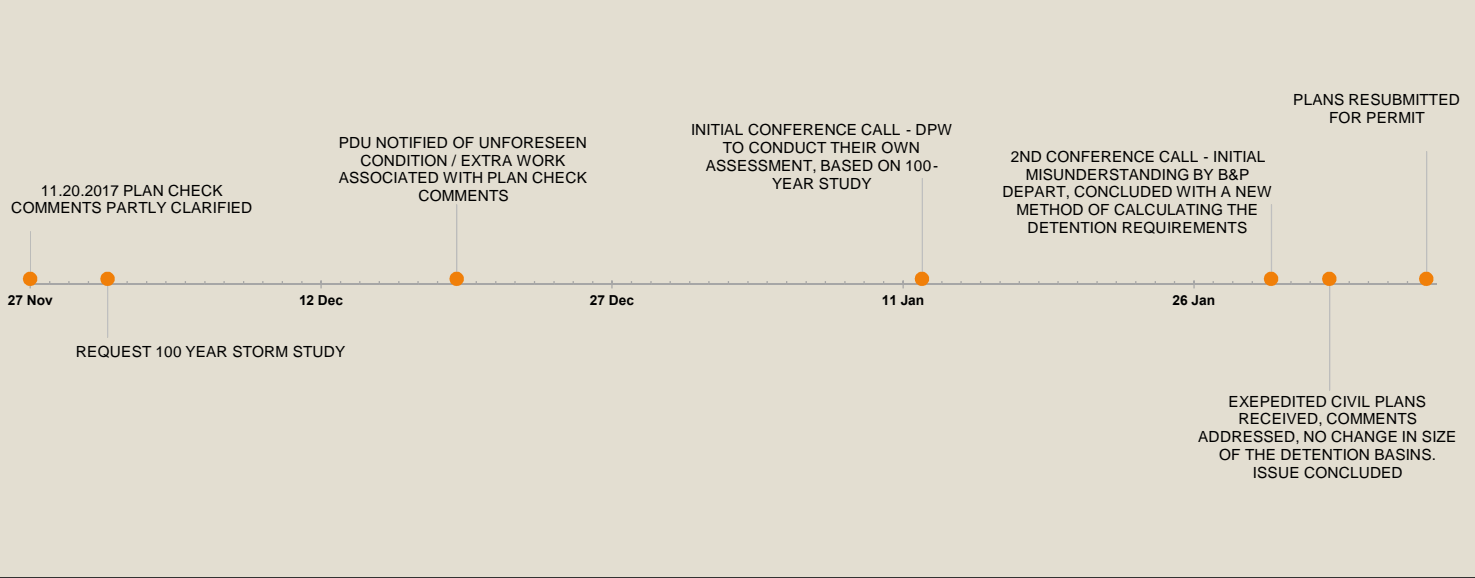 PLANS RESUBMITTED
FOR PERMIT
INITIAL CONFERENCE CALL - DPW
TO CONDUCT THEIR OWN
ASSESSMENT, BASED ON 100-
YEAR STUDY
PDU NOTIFIED OF UNFORESEEN
CONDITION / EXTRA WORK
ASSOCIATED WITH PLAN CHECK
COMMENTS
2ND CONFERENCE CALL - INITIAL
MISUNDERSTANDING BY B&P
DEPART, CONCLUDED WITH A NEW
METHOD OF CALCULATING THE
DETENTION REQUIREMENTS
11.20.2017 PLAN CHECK
COMMENTS PARTLY CLARIFIED
27 Nov
12 Dec
27 Dec
11 Jan
26 Jan
REQUEST 100 YEAR STORM STUDY
EXEPEDITED CIVIL PLANS
RECEIVED, COMMENTS
ADDRESSED, NO CHANGE IN SIZE
OF THE DETENTION BASINS.
ISSUE CONCLUDED